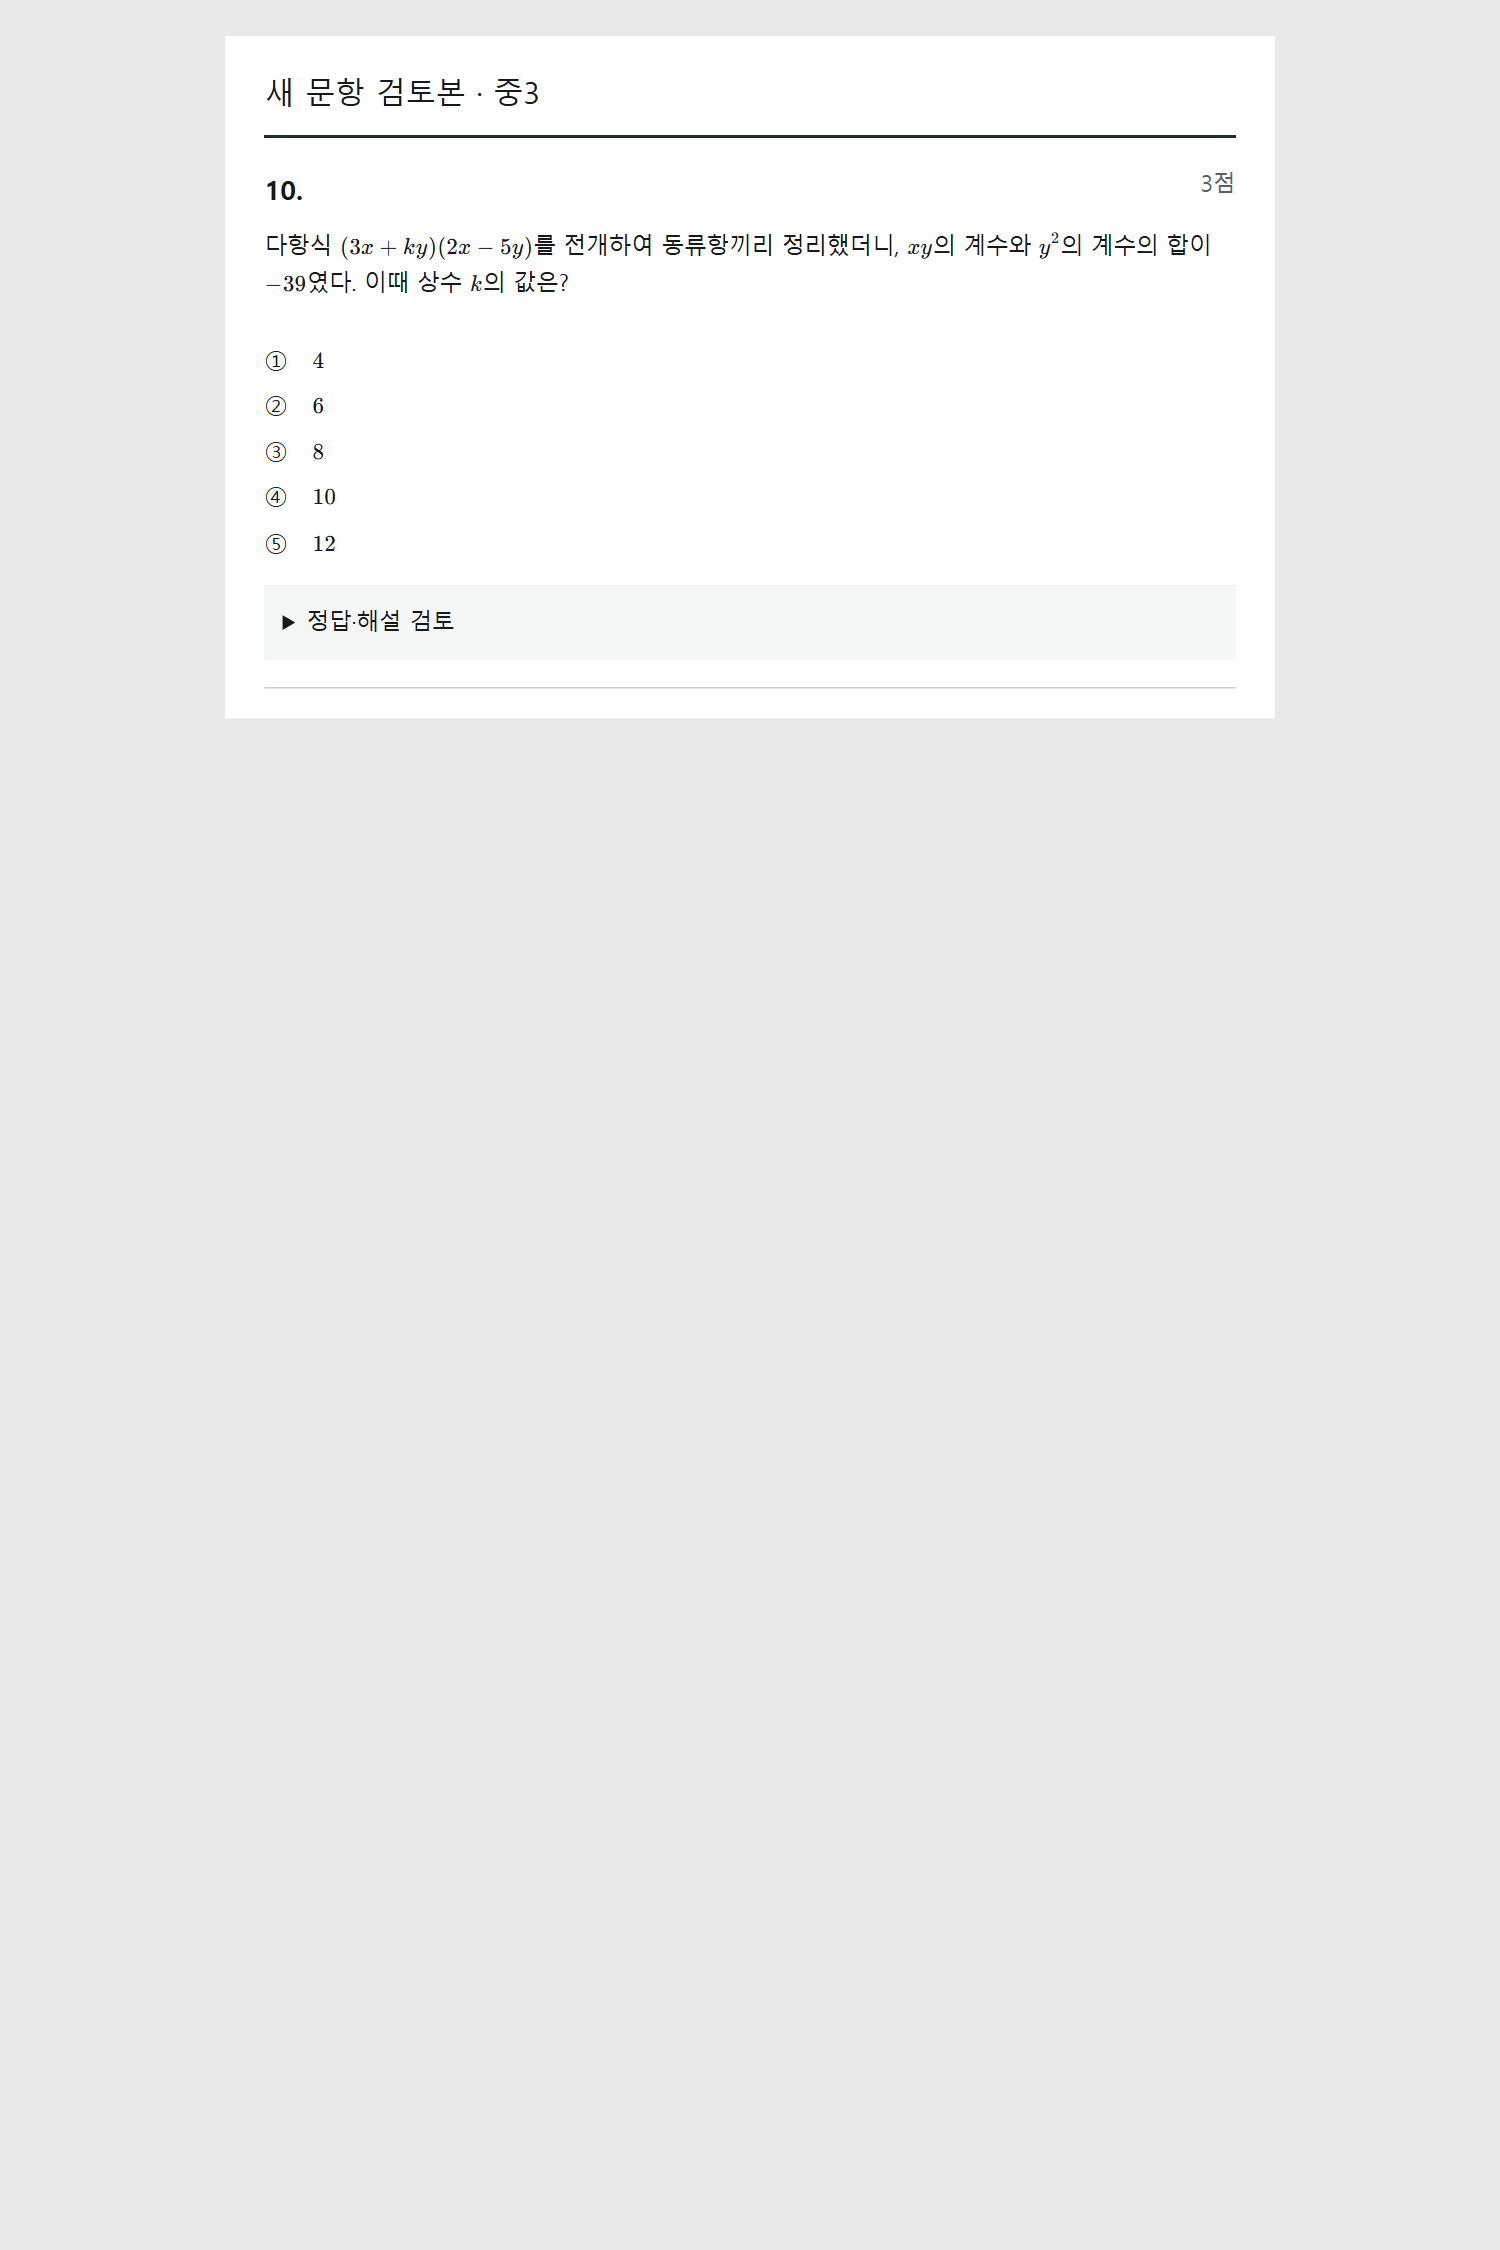 새 문항 검토본 · 중3
10.
3점
다항식 (3x + ky)(2x − 5y)를 전개하여 동류항끼리 정리했더니, xy의 계수와 y²의 계수의 합이
−39였다. 이때 상수 k의 값은?
① 4
② 6
③ 8
④ 10
⑤ 12
▶ 정답·해설 검토